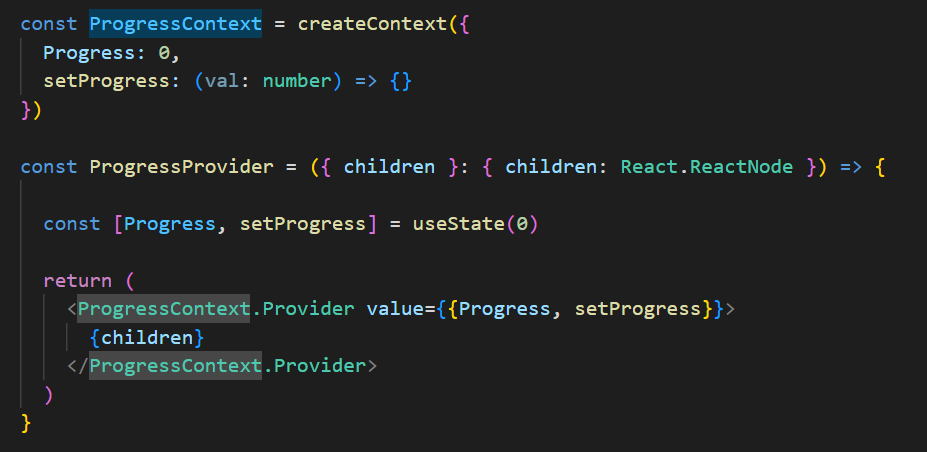 const ProgressContext = createContext({
Progress: 0,
setProgress: (val: number) => {}
})
const ProgressProvider = ({ children }: { children: React.ReactNode }) => {
const [Progress, setProgress] = useState(0)
return (
<ProgressContext.Provider value={{Progress, setProgress}}>
{children}
</ProgressContext.Provider>
)
}